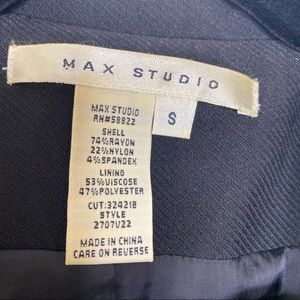 MAX STUDIO
S
MAX STUDIO
RN#58822
SHELL
74%RAYON
22%NYLON
4%SPANDEX
LINING
53%VISCOSE
47%POLYESTER
CUT:324218
STYLE
2707U22
MADE IN CHINA
CARE ON REVERSE